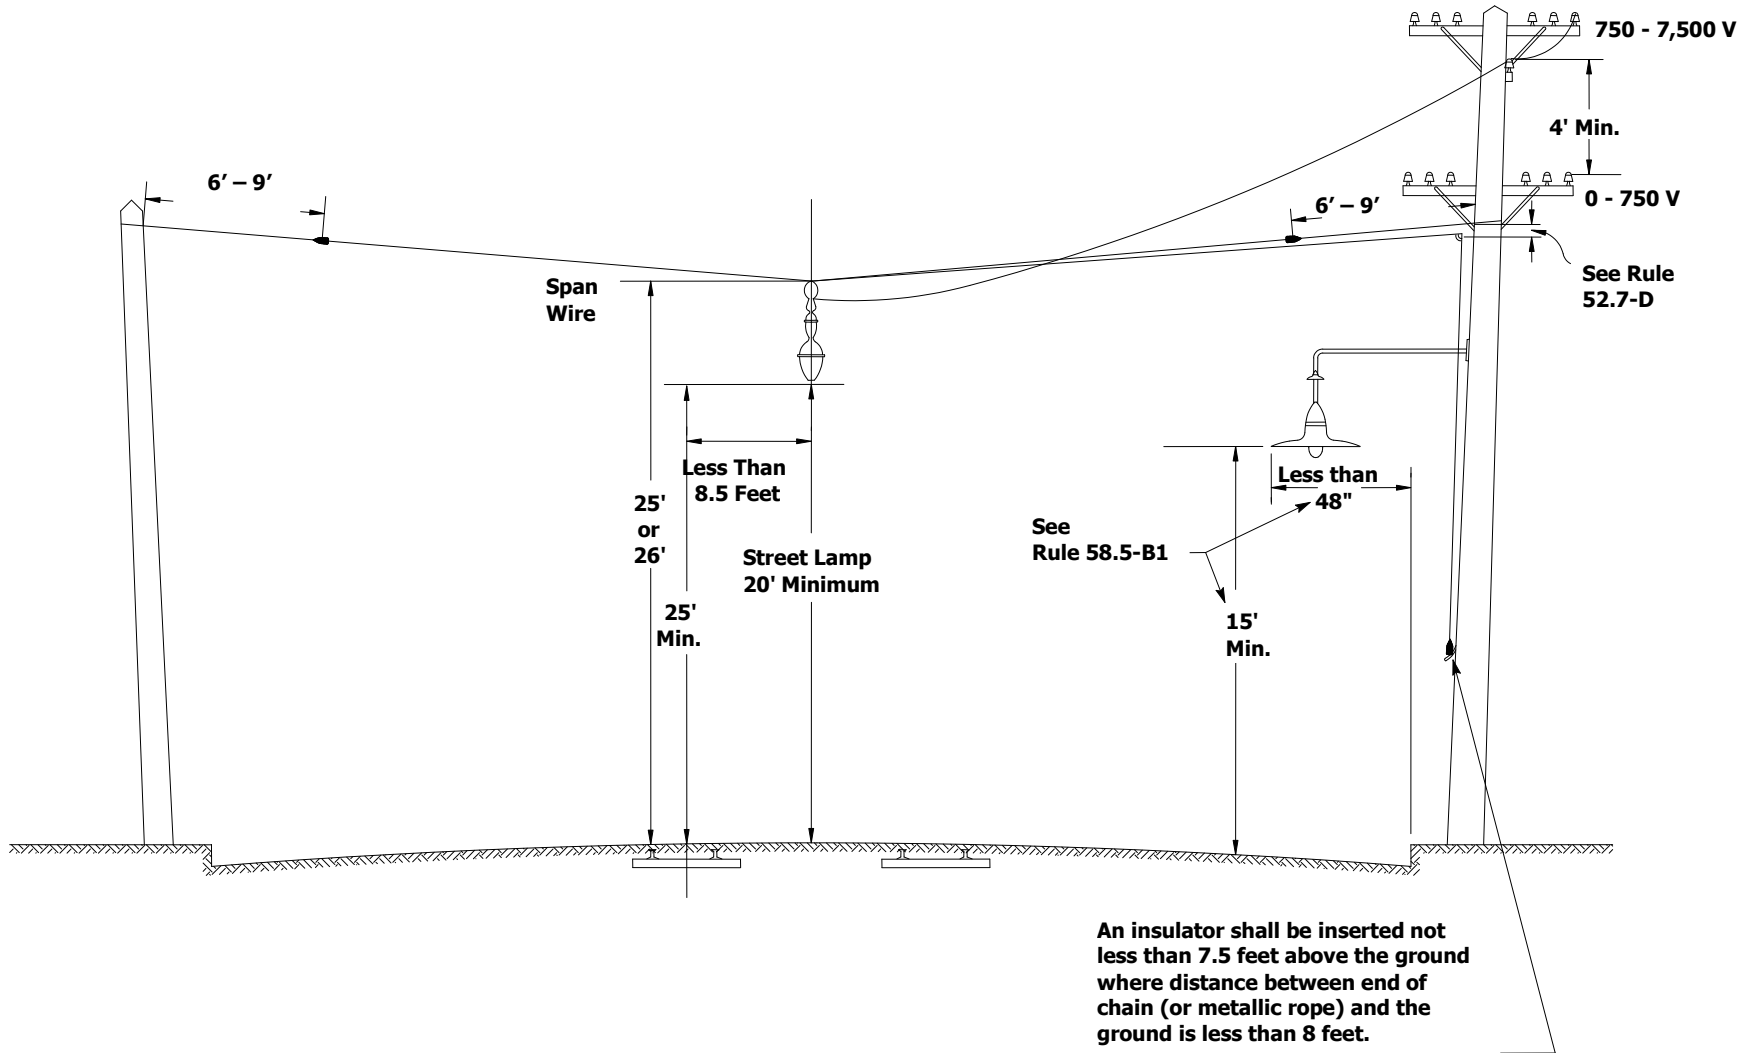 750 - 7,500 V
4' Min.
6’ – 9’
0 - 750 V
6’ – 9’
See Rule
52.7-D
Span
Wire
Less Than
8.5 Feet
25'
or
26'
Less than
48"
See
Rule 58.5-B1
Street Lamp
20' Minimum
25'
Min.
15'
Min.
An insulator shall be inserted not
less than 7.5 feet above the ground
where distance between end of
chain (or metallic rope) and the
ground is less than 8 feet.